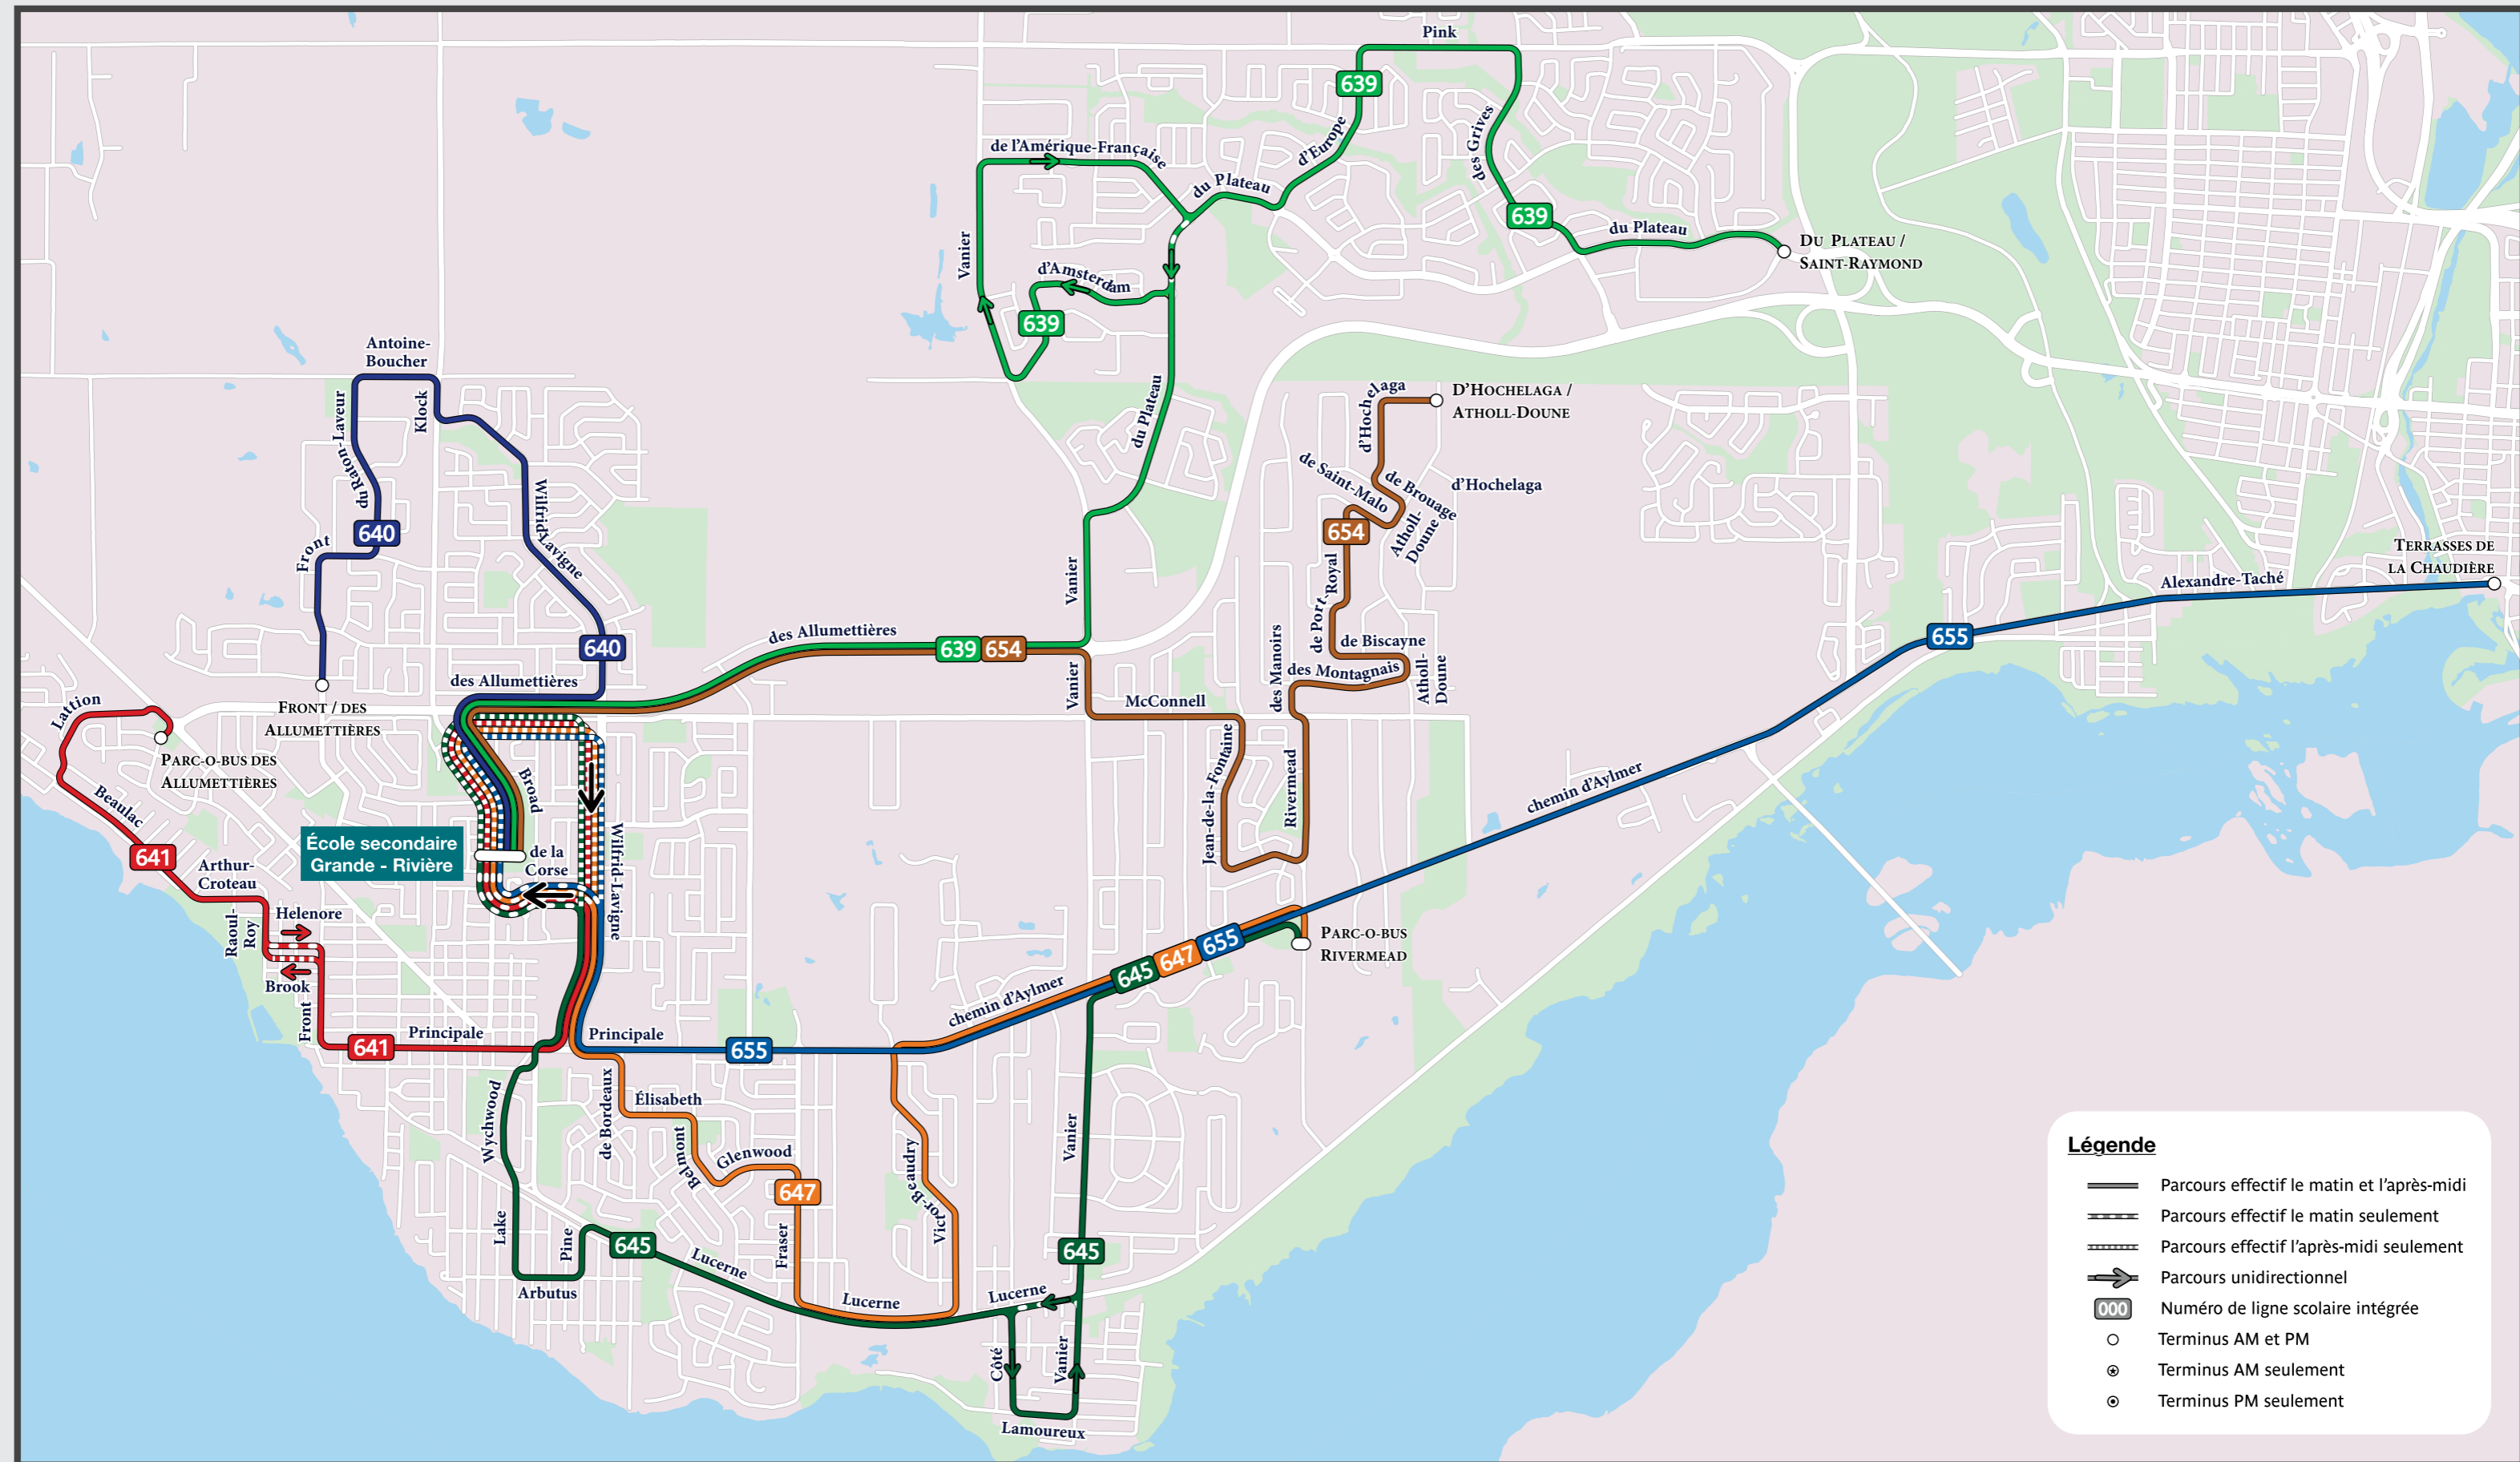 Pink
639
des Grives
d'Europe
de l'Amérique-Française
du Plateau
639
du Plateau
DU PLATEAU /
SAINT-RAYMOND
Vanier
d'Amsterdam
639
Antoine-
Boucher
du Raton-Laveur
Klock
du Plateau
d'Hochelaga
D'HOCHELAGA /
ATHOLL-DOUNE
de Saint-Malo
de Brouage
d'Hochelaga
Atholl-
Doune
654
Wilfrid-Lavigne
640
Front
Vanier
de Port-Royal
TERRASSES DE
LA CHAUDIÈRE
Alexandre-Taché
655
des Allumettières
639
654
640
de Biscayne
des Manoirs
des Montagnais
Atholl-
Doune
Vanier
McConnell
des Allumettières
Lattion
FRONT / DES
ALLUMETTIÈRES
PARC-O-BUS DES
ALLUMETTIÈRES
Beaulac
Broad
Jean-de-la-Fontaine
Rivermead
chemin d'Aylmer
École secondaire
Grande - Rivière
de la
Corse
Wilfrid-Lavigne
641
Arthur-
Croteau
Raoul-
Roy
Helenore
Brook
Front
PARC-O-BUS
RIVERMEAD
645
647
655
chemin d'Aylmer
641
Principale
Principale
655
Wychwood
de Bordeaux
Élisabeth
Belmont
Glenwood
647
Victor-Beaudry
Vanier
Lake
Pine
645
Lucerne
Fraser
645
Arbutus
Lucerne
Lucerne
Côté
Vanier
Lamoureux
Légende
Parcours effectif le matin et l'après-midi
Parcours effectif le matin seulement
Parcours effectif l'après-midi seulement
Parcours unidirectionnel
000
Numéro de ligne scolaire intégrée
Terminus AM et PM
Terminus AM seulement
Terminus PM seulement